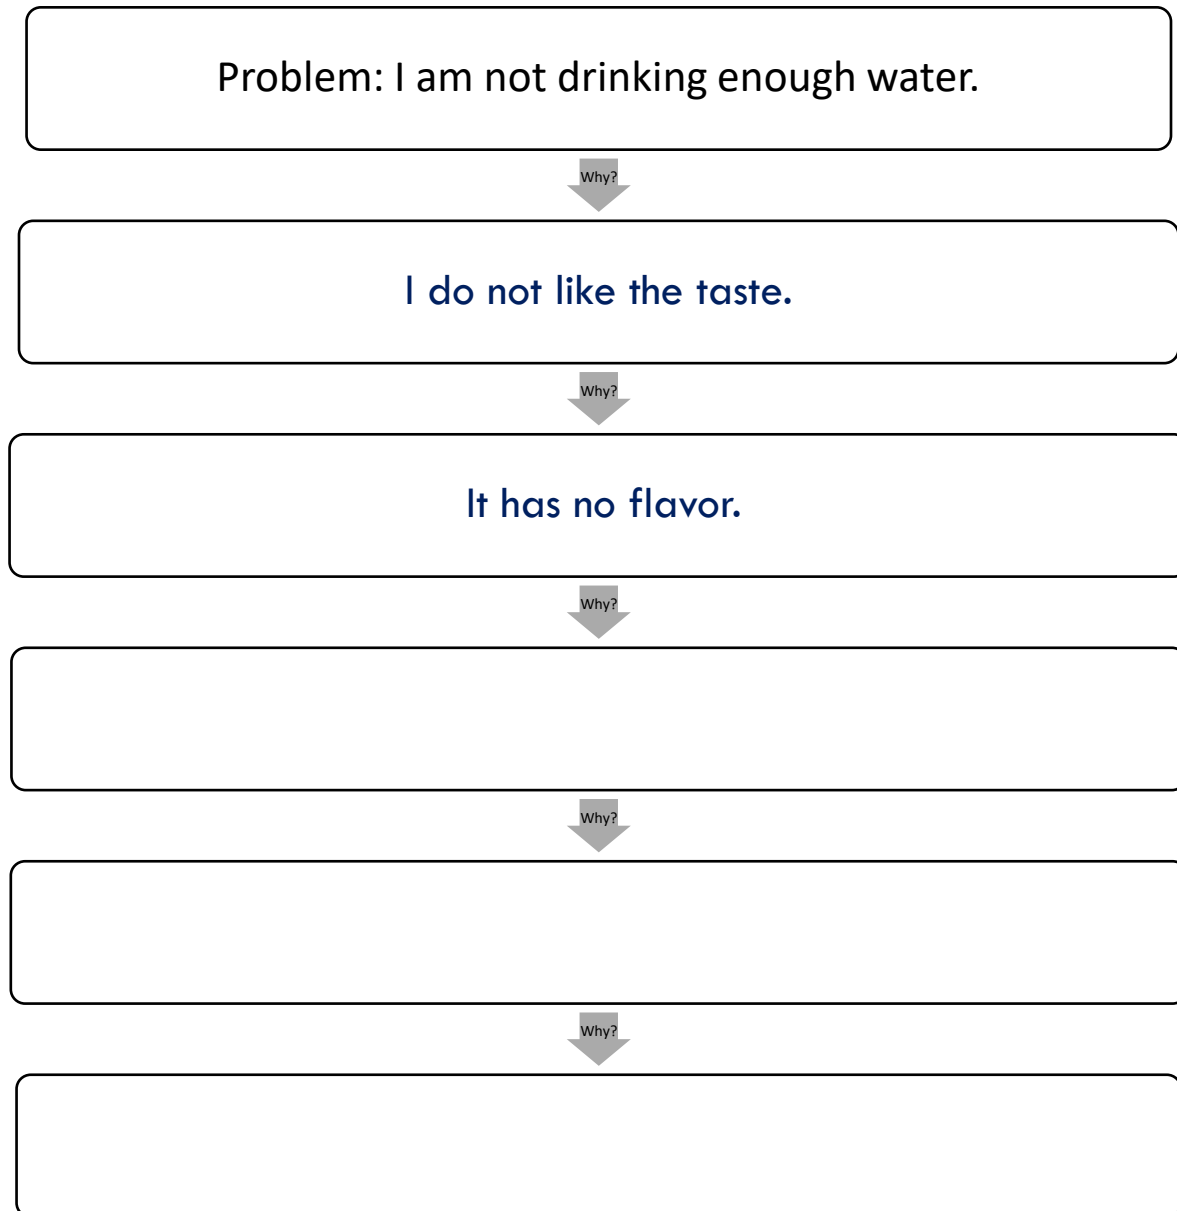 Problem: I am not drinking enough water.
Why?
I do not like the taste.
Why?
It has no flavor.
Why?
Why?
Why?